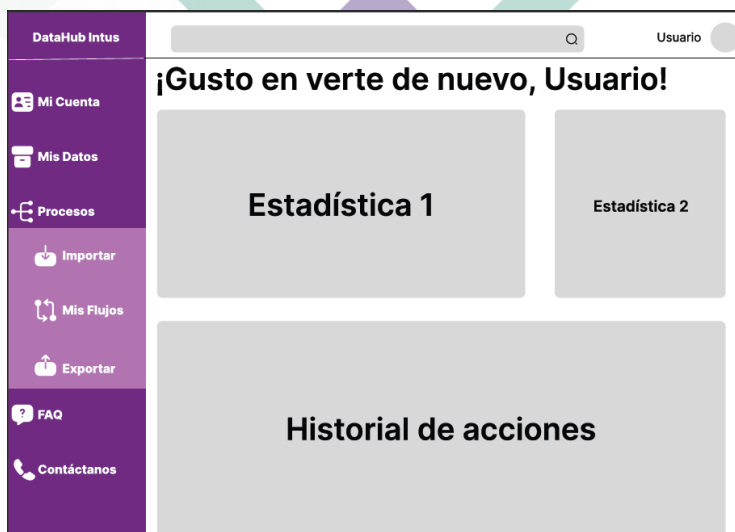 DataHub Intus
Usuario
Mi Cuenta
Mis Datos
Procesos
Importar
Mis Flujos
Exportar
FAQ
Contáctanos
¡Gusto en verte de nuevo, Usuario!
Estadística 1
Estadística 2
Historial de acciones